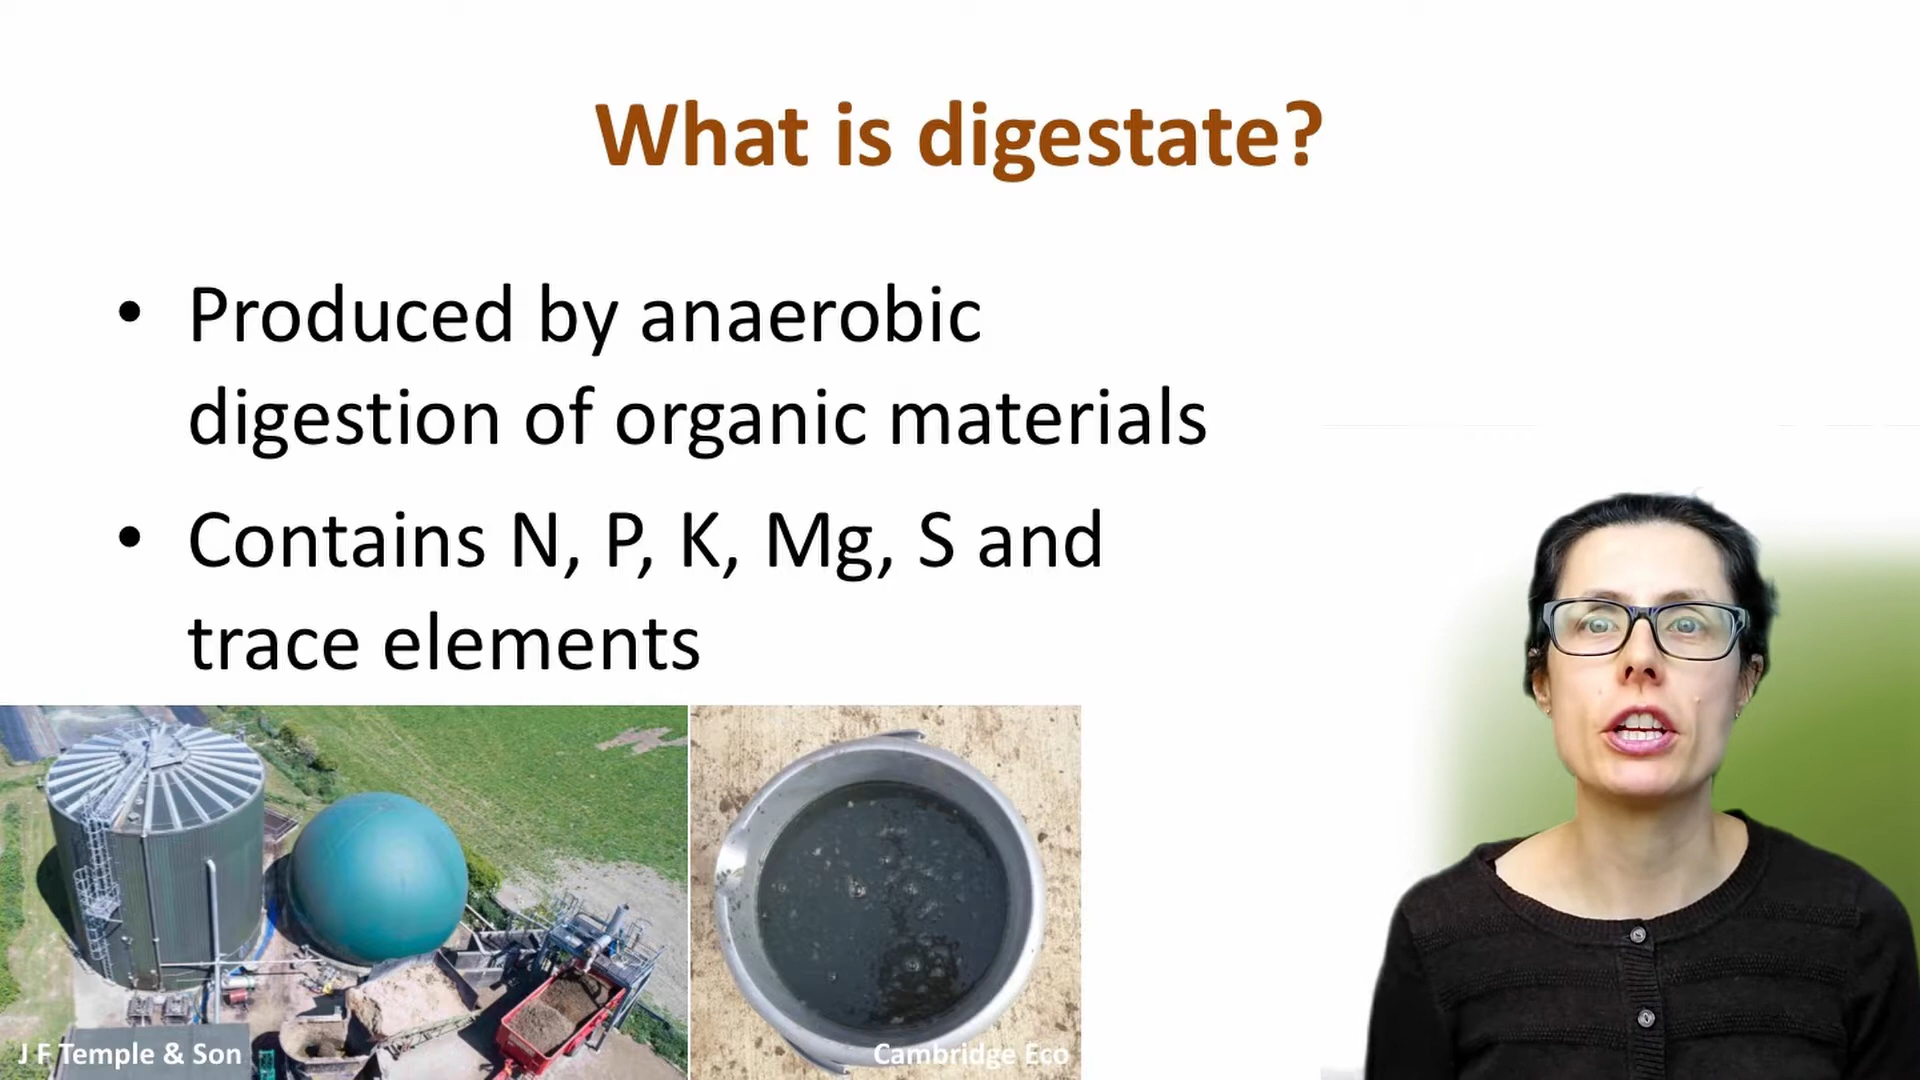 What is digestate?
• Produced by anaerobic
digestion of organic materials
• Contains N, P, K, Mg, S and
trace elements
J F Temple & Son
Cambridge Eco